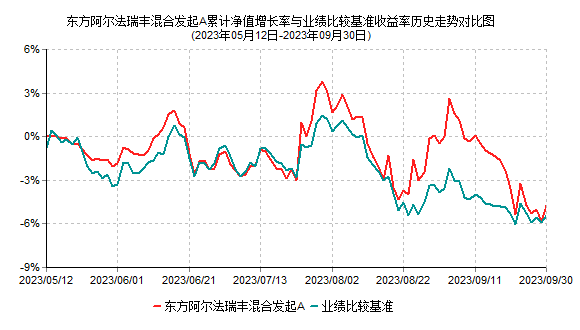 东方阿尔法瑞丰混合发起A累计净值增长率与业绩比较基准收益率历史走势对比图
(2023年05月12日-2023年09月30日)
6%
3%
0%
-3%
-6%
-9%
2023/05/12 2023/06/01 2023/06/21 2023/07/13 2023/08/02 2023/08/22 2023/09/11 2023/09/30
东方阿尔法瑞丰混合发起A 业绩比较基准